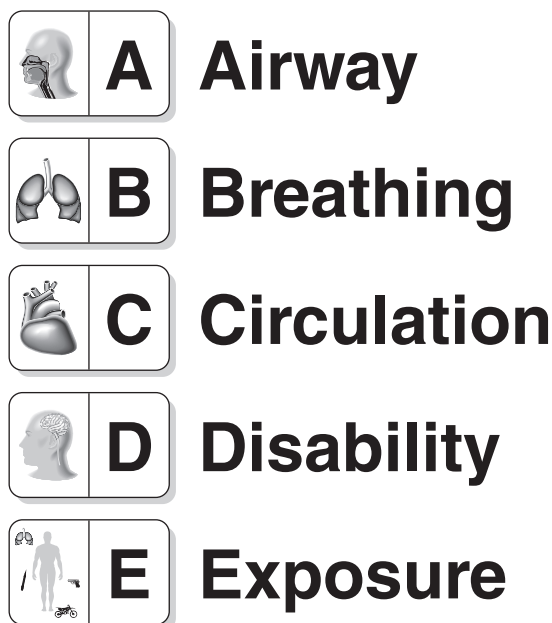 A Airway
B Breathing
C Circulation
D Disability
E Exposure